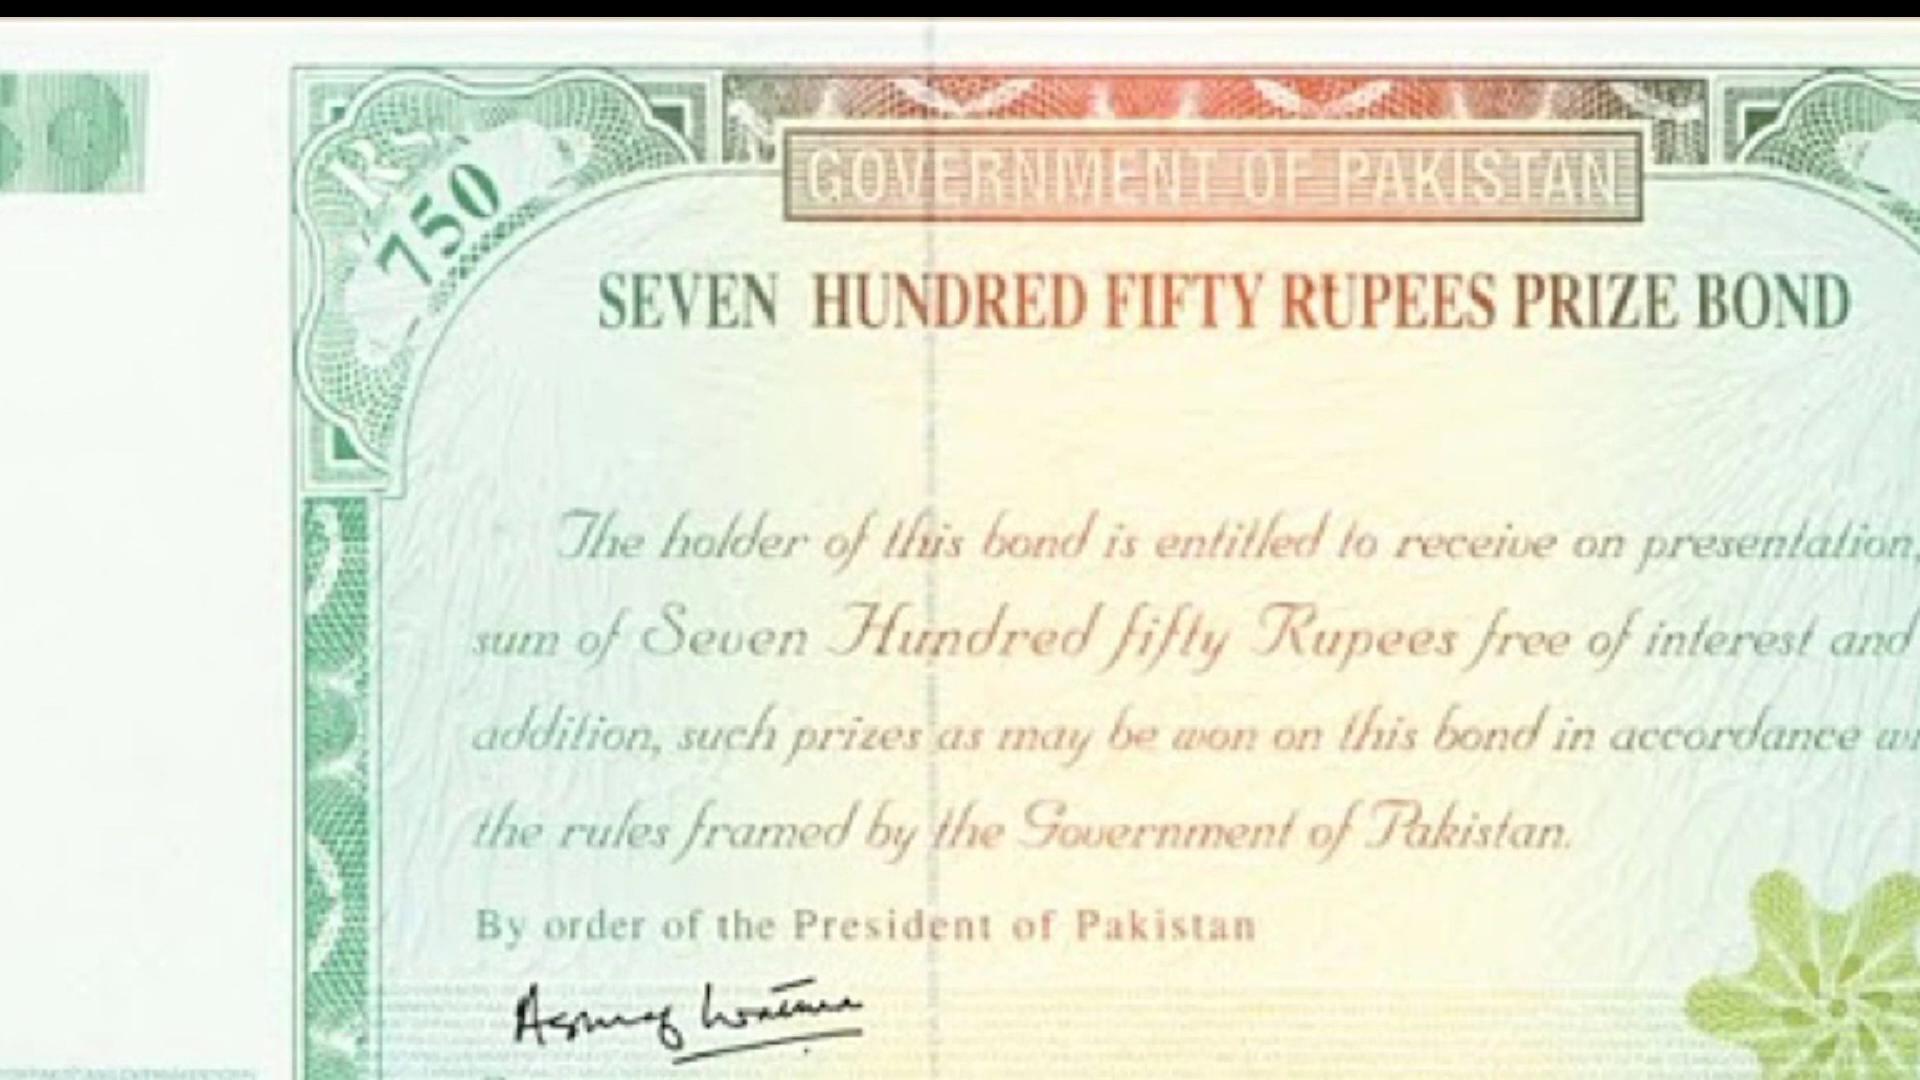 Rs.
750
GOVERNMENT OF PAKISTAN
SEVEN HUNDRED FIFTY RUPEES PRIZE BOND
The holder of this bond is entitled to receive on presentation,
sum of Seven Hundred fifty Rupees free of interest and
addition, such prizes as may be won on this bond in accordance
the rules framed by the Government of Pakistan.
By order of the President of Pakistan